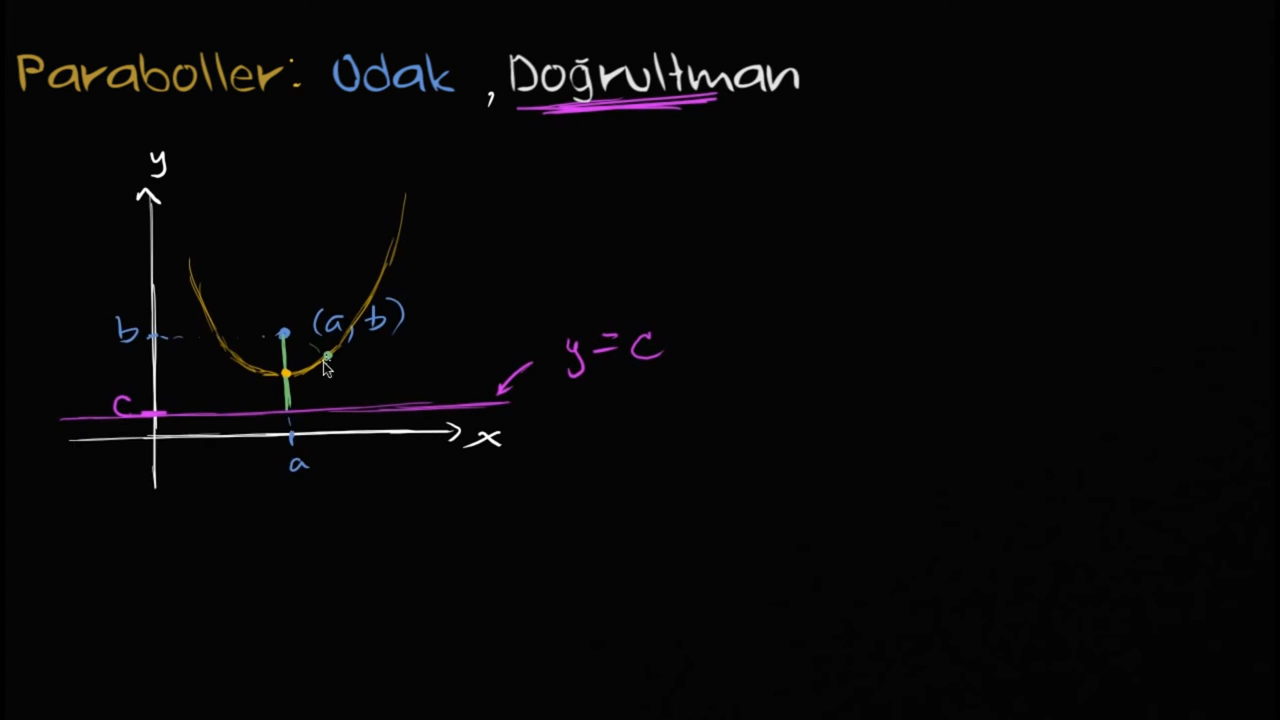 Paraboller: Odak, Doğrultman
y
(a, b)
b
y = c
c
x
a